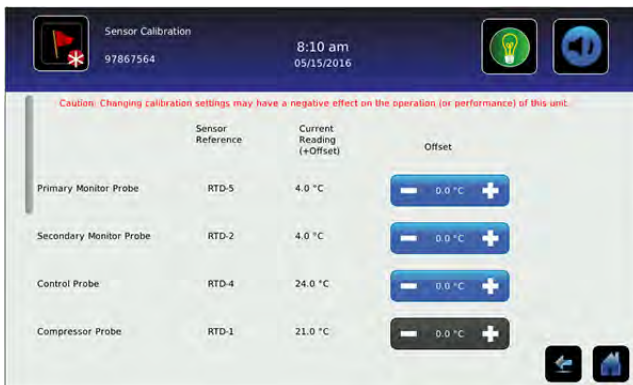 Sensor Calibration
97867564
8:10 am
05/15/2016
Caution: Changing calibration settings may have a negative effect on the operation (or performance) of this unit.
Sensor Reference
Current Reading (+Offset)
Offset
Primary Monitor Probe RTD-5 4.0 °C 0.0 °C
Secondary Monitor Probe RTD-2 4.0 °C 0.0 °C
Control Probe RTD-4 24.0 °C 0.0 °C
Compressor Probe RTD-1 21.0 °C 0.0 °C